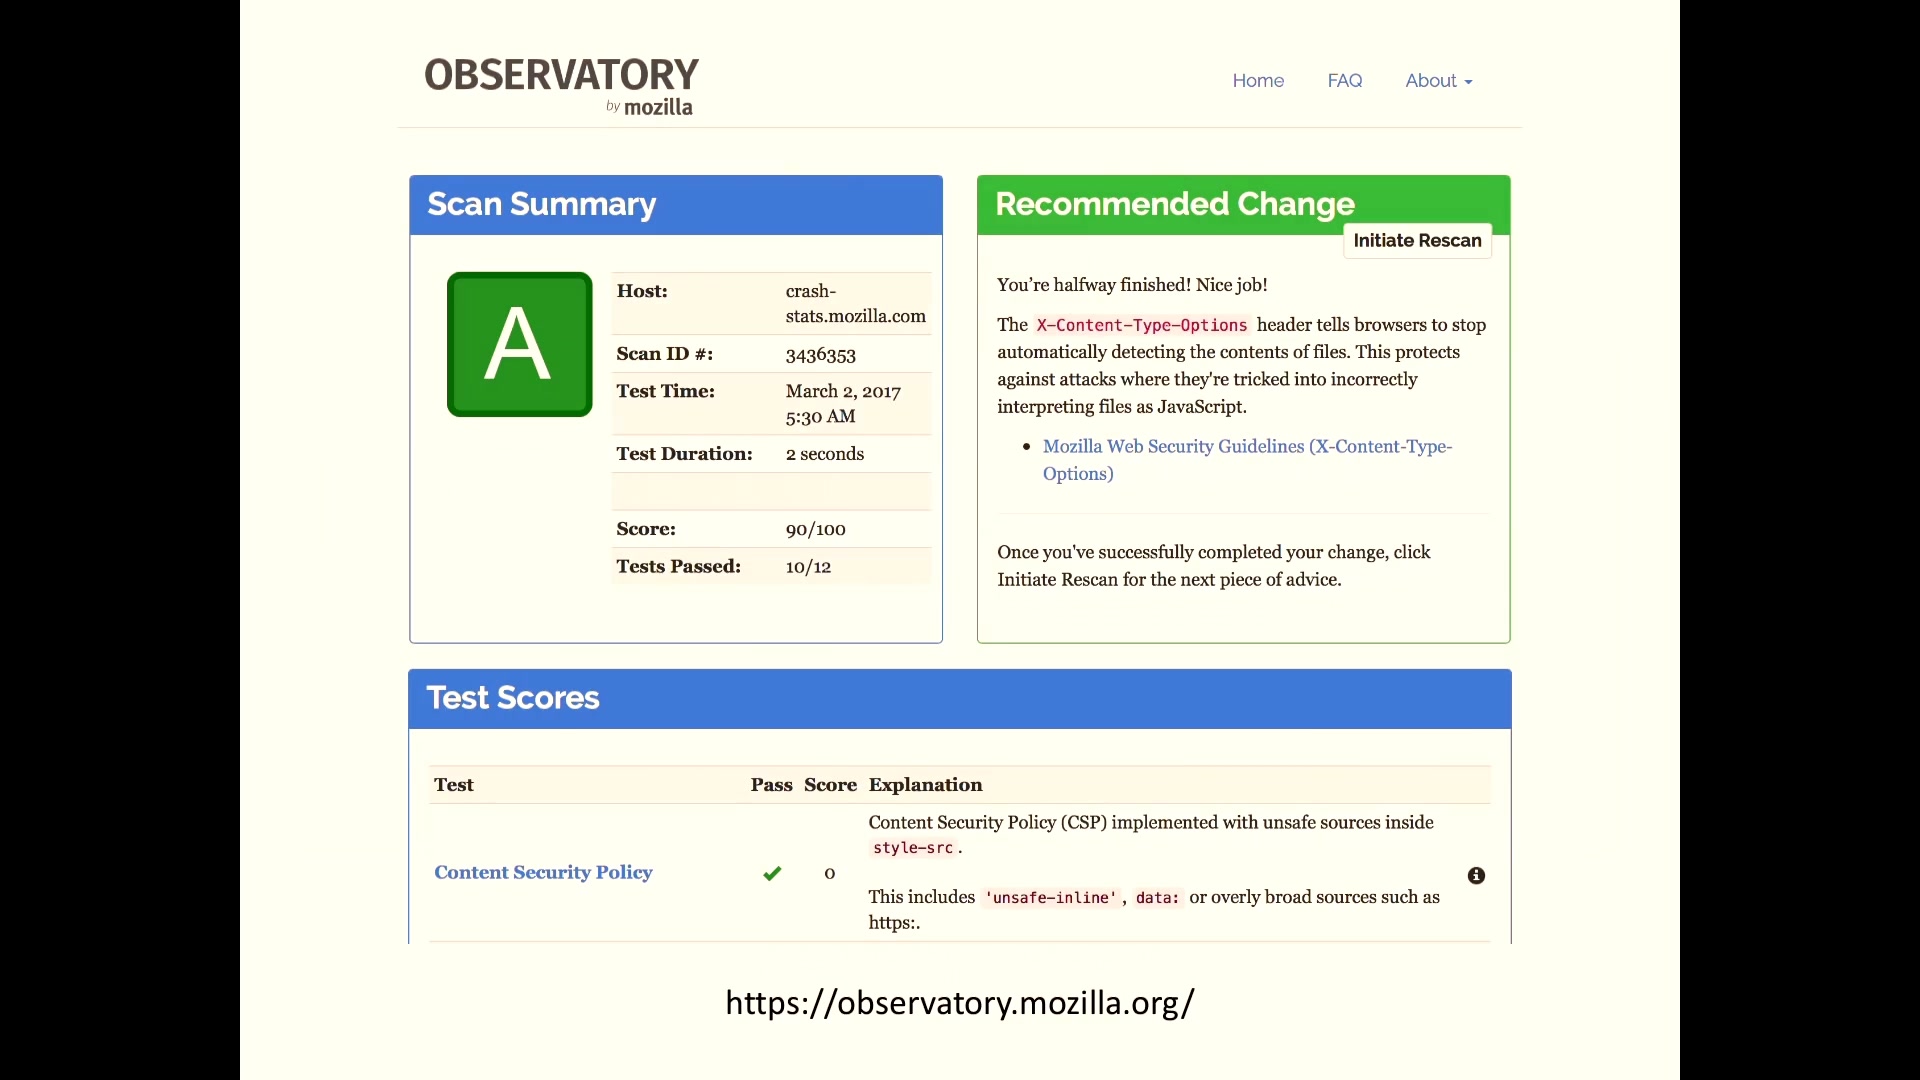 OBSERVATORY
by mozilla
Home FAQ About
Scan Summary
A
Host: crash-
stats.mozilla.com
Scan ID #: 3436353
Test Time: March 2, 2017
5:30 AM
Test Duration: 2 seconds
Score: 90/100
Tests Passed: 10/12
Recommended Change
Initiate Rescan
You’re halfway finished! Nice job!
The X-Content-Type-Options header tells browsers to stop
automatically detecting the contents of files. This protects
against attacks where they're tricked into incorrectly
interpreting files as JavaScript.
• Mozilla Web Security Guidelines (X-Content-Type-
Options)
Once you've successfully completed your change, click
Initiate Rescan for the next piece of advice.
Test Scores
Test Pass Score Explanation
Content Security Policy 0
Content Security Policy (CSP) implemented with unsafe sources inside
style-src.
This includes 'unsafe-inline', data: or overly broad sources such as
https:.
https://observatory.mozilla.org/